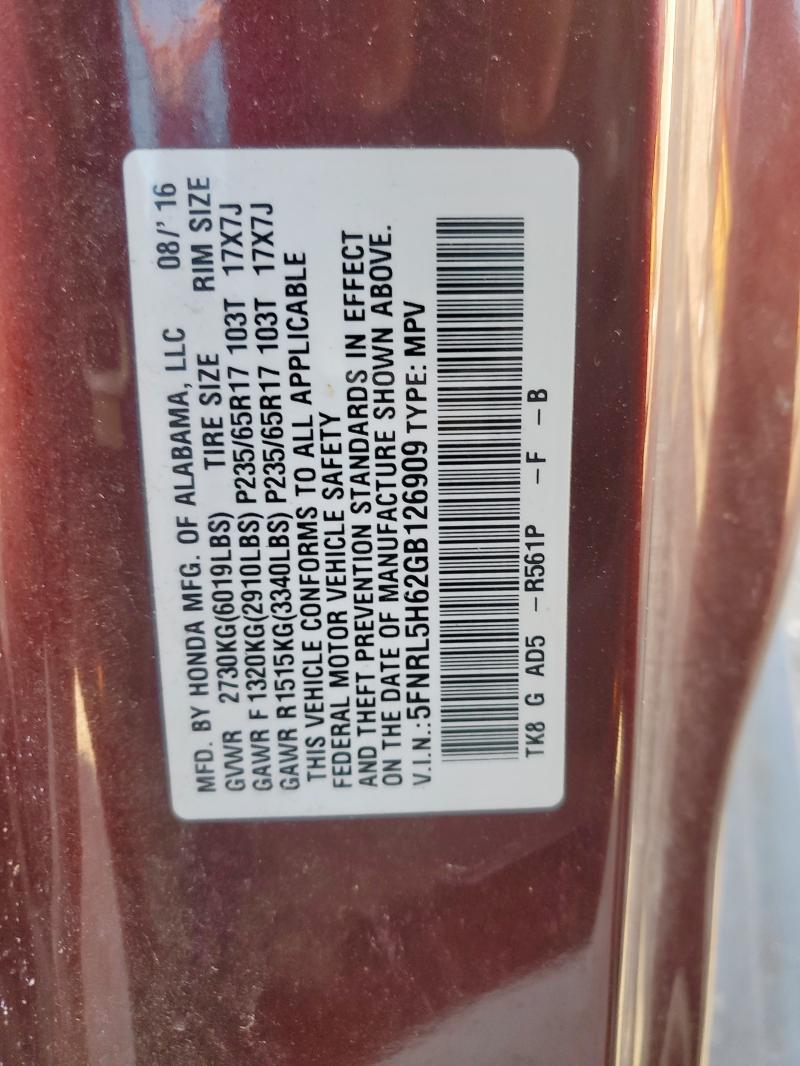 MFD. BY HONDA MFG. OF ALABAMA, LLC 08/' 16
GVWR 2730KG(6019LBS) TIRE SIZE RIM SIZE
GAWR F 1320KG(2910LBS) P235/65R17 103T 17X7J
GAWR R 1515KG(3340LBS) P235/65R17 103T 17X7J
THIS VEHICLE CONFORMS TO ALL APPLICABLE
FEDERAL MOTOR VEHICLE SAFETY
AND THEFT PREVENTION STANDARDS IN EFFECT
ON THE DATE OF MANUFACTURE SHOWN ABOVE.
V.I.N.:5FNRL5H62GB126909 TYPE: MPV
TK8 G AD5 -R561P -F -B